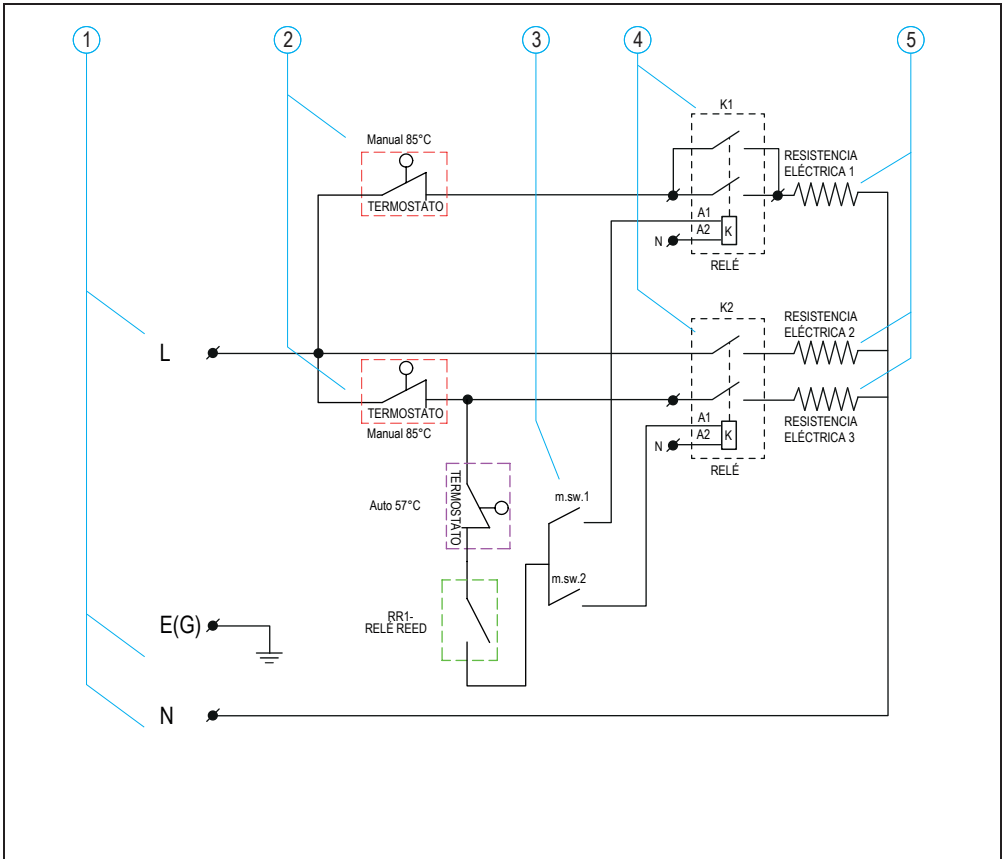 1
2
3
4
5
K1
Manual 85°C
TERMOSTATO
RESISTENCIA
ELÉCTRICA 1
A1
A2
K
N
RELÉ
K2
RESISTENCIA
ELÉCTRICA 2
L
TERMOSTATO
Manual 85°C
RESISTENCIA
ELÉCTRICA 3
A1
A2
K
N
RELÉ
Auto 57°C
TERMOSTATO
m.sw.1
m.sw.2
RR1-
RELÉ REED
E(G)
N